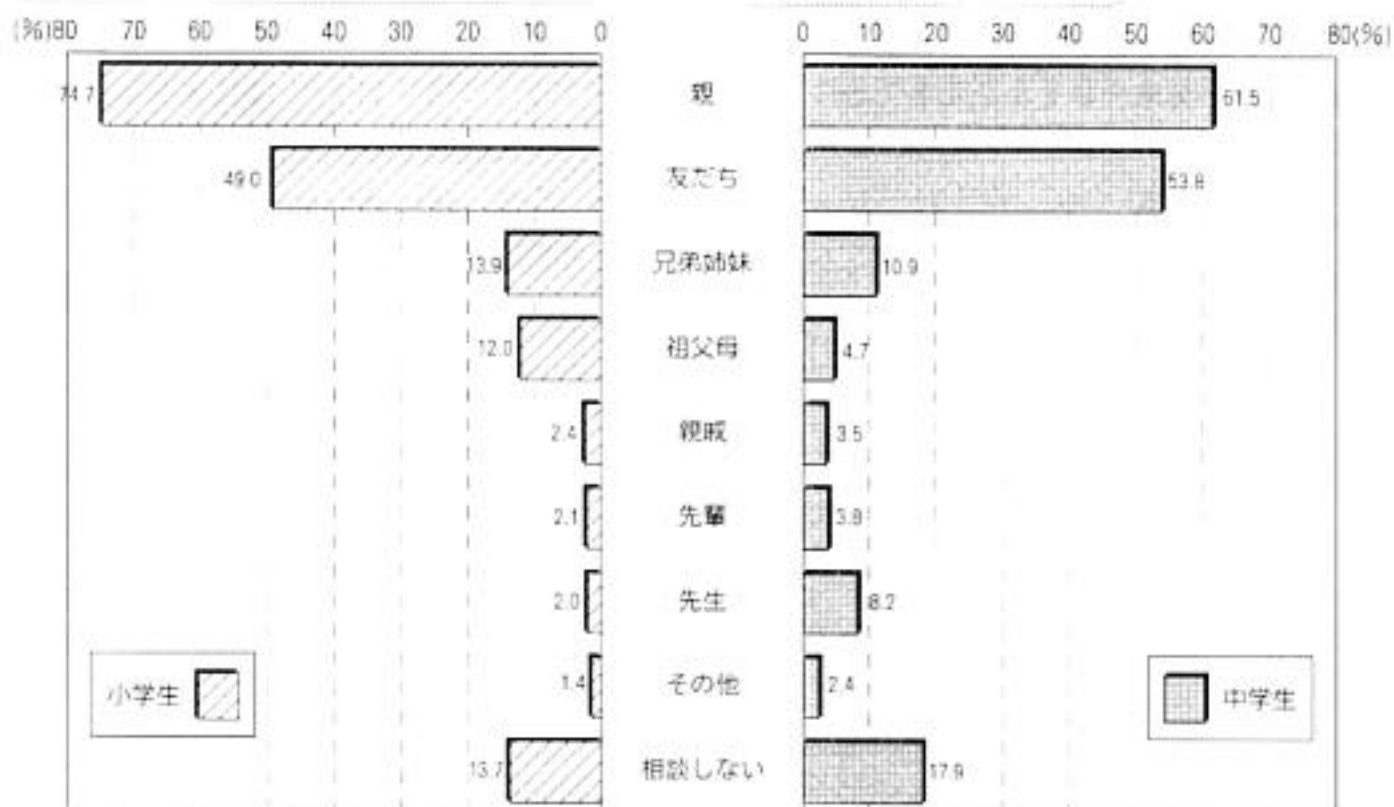 (%)80 70 60 50 40 30 20 10 0 0 10 20 30 40 50 60 70 80(%)
74.7 親 61.5
49.0 友だち 53.8
13.9 兄弟姉妹 10.9
12.0 祖父母 4.7
2.4 親戚 3.5
2.1 先輩 3.8
2.0 先生 8.2
1.4 その他 2.4
小学生 中学生
13.7 相談しない 17.9